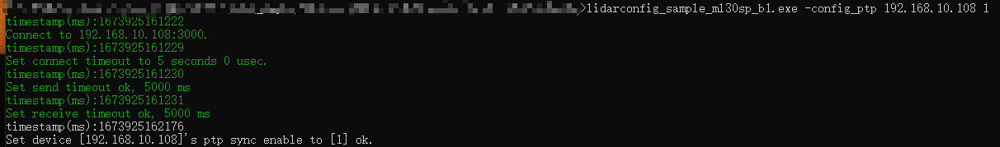 >lidarconfig_sample_ml30sp_b1.exe -config_ptp 192.168.10.108 1
timestamp(ms):1673925161222
Connect to 192.168.10.108:3000.
timestamp(ms):1673925161229
Set connect timeout to 5 seconds 0 usec.
timestamp(ms):1673925161230
Set send timeout ok, 5000 ms
timestamp(ms):1673925161231
Set receive timeout ok, 5000 ms
timestamp(ms):1673925162176
Set device [192.168.10.108]'s ptp sync enable to [1] ok.